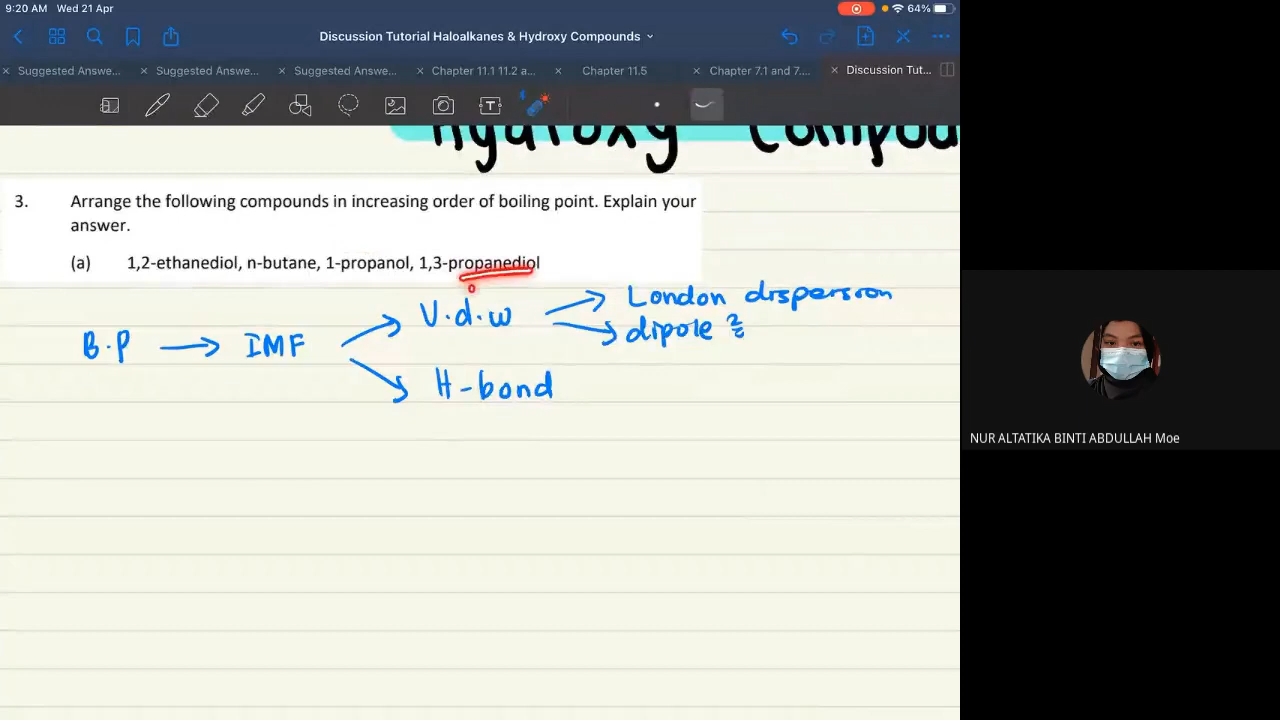 9:20 AM Wed 21 Apr
64%
Discussion Tutorial Haloalkanes & Hydroxy Compounds
Suggested Answe...
Suggested Answe...
Suggested Answe...
Chapter 11.1 11.2 a...
Chapter 11.5
Chapter 7.1 and 7....
Discussion Tut...
Hydroxy Compou
3. Arrange the following compounds in increasing order of boiling point. Explain your
answer.
(a) 1,2-ethanediol, n-butane, 1-propanol, 1,3-propanediol
London dispersion
V.d.w
dipole 2
B.P → IMF
H-bond
NUR ALTATIKA BINTI ABDULLAH Moe